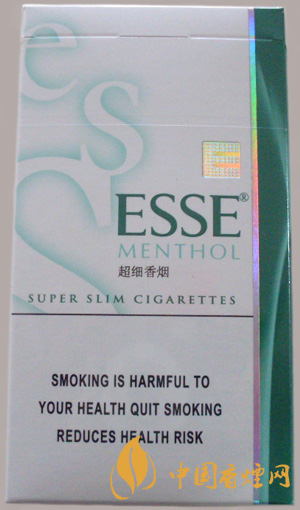 es
S
ESSE®
MENTHOL
超细香烟
SUPER SLIM CIGARETTES
SMOKING IS HARMFUL TO
YOUR HEALTH QUIT SMOKING
REDUCES HEALTH RISK
中国香烟网